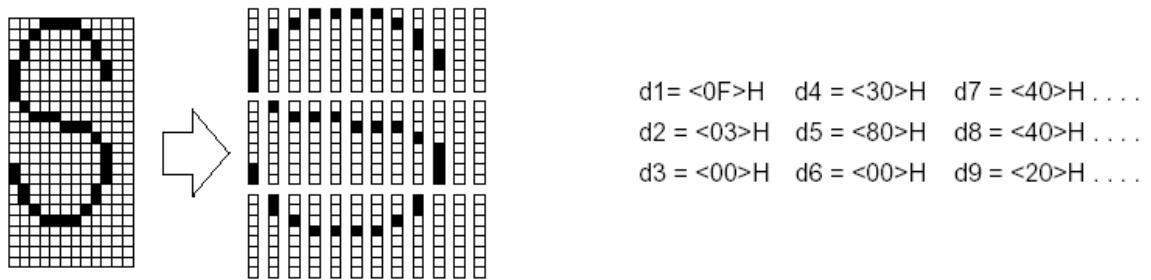 d1= <0F>H d4 = <30>H d7 = <40>H . . . .
d2 = <03>H d5 = <80>H d8 = <40>H . . . .
d3 = <00>H d6 = <00>H d9 = <20>H . . . .